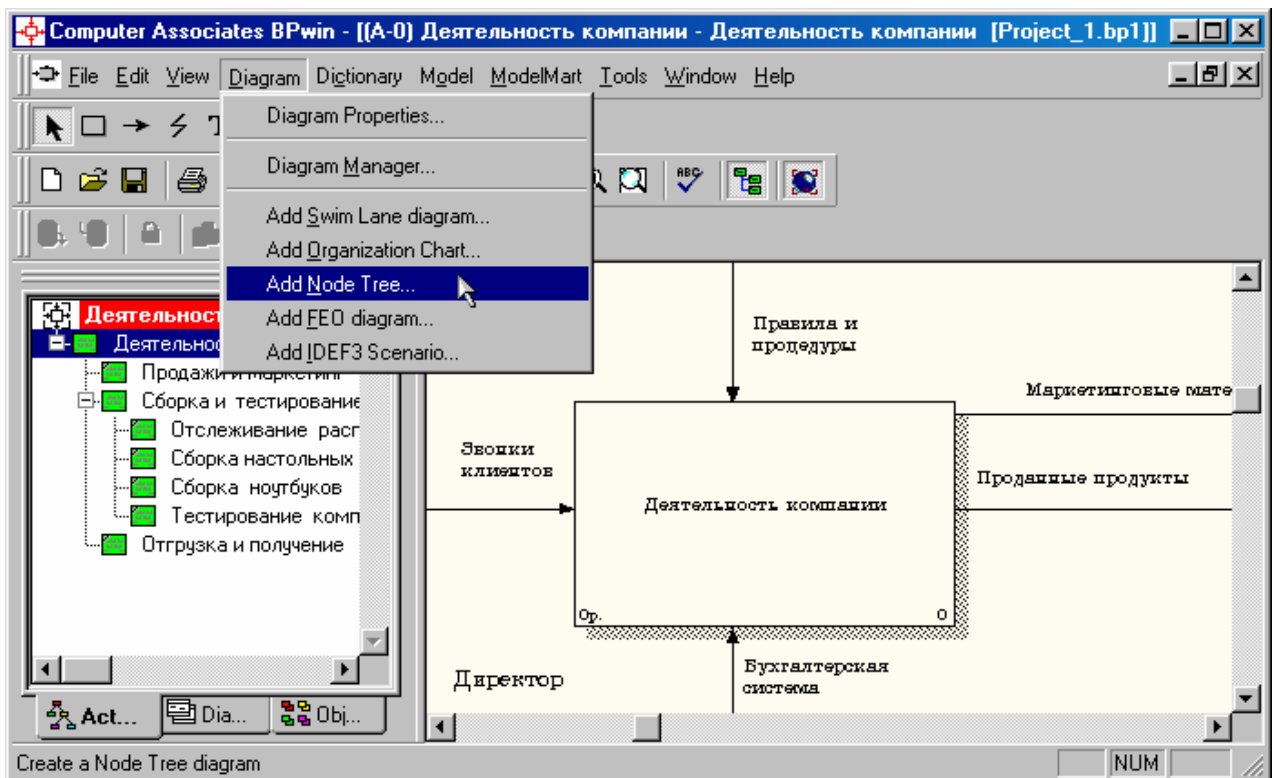 Computer Associates BPwin - [(A-0) Деятельность компании - Деятельность компании [Project_1.bp1]]
File Edit View Diagram Dictionary Model ModelMart Tools Window Help
Diagram Properties...
Diagram Manager...
ABC
Add Swim Lane diagram...
Add Organization Chart...
Add Node Tree...
Add FEO diagram...
Add IDEF3 Scenario...
Деятельност
Деятельнос
Продажи и маркетинг
Сборка и тестирование
Отслеживание расп
Сборка настольных
Сборка ноутбуков
Тестирование комп
Отгрузка и получение
Act...
Dia...
Obj...
Правила и
процедуры
Маркетинговые мате
Звонки
клиентов
Деятельность компании
Проданные продукты
0р.
0
Директор
Бухгалтерская
система
Create a Node Tree diagram
NUM